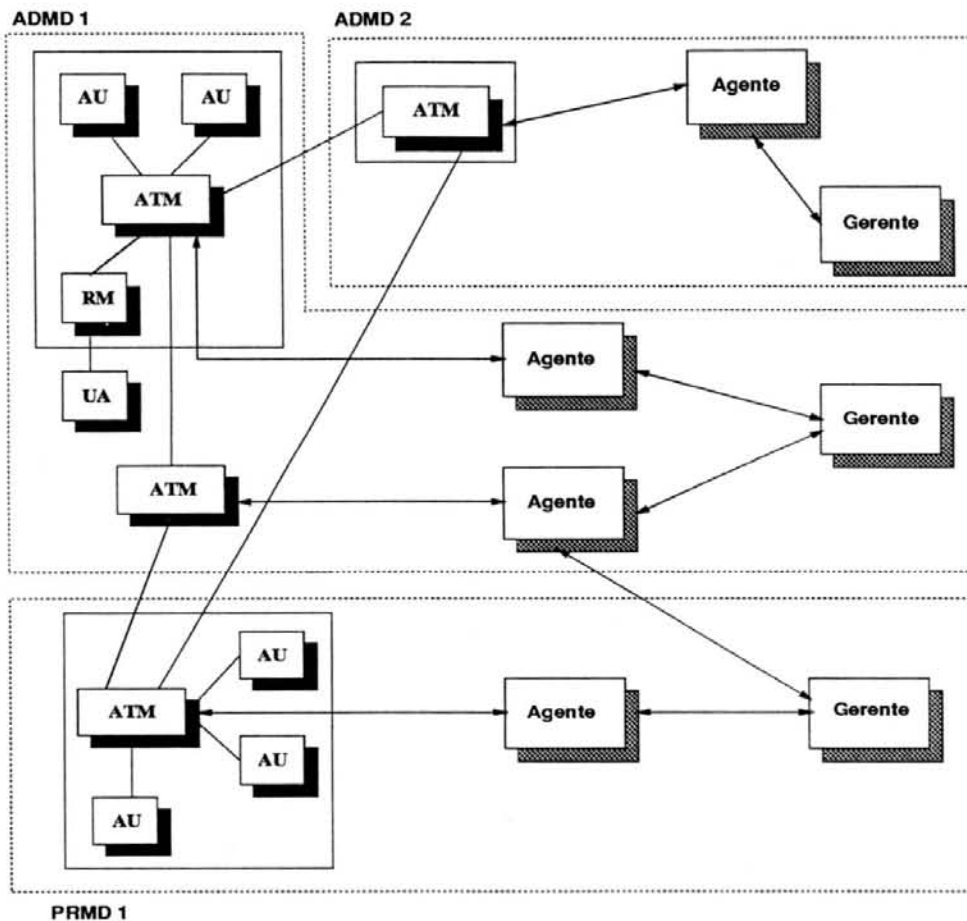 ADMD 1
ADMD 2
AU
AU
ATM
Agente
ATM
Gerente
RM
Agente
UA
Gerente
ATM
Agente
AU
ATM
Agente
Gerente
AU
AU
PRMD 1